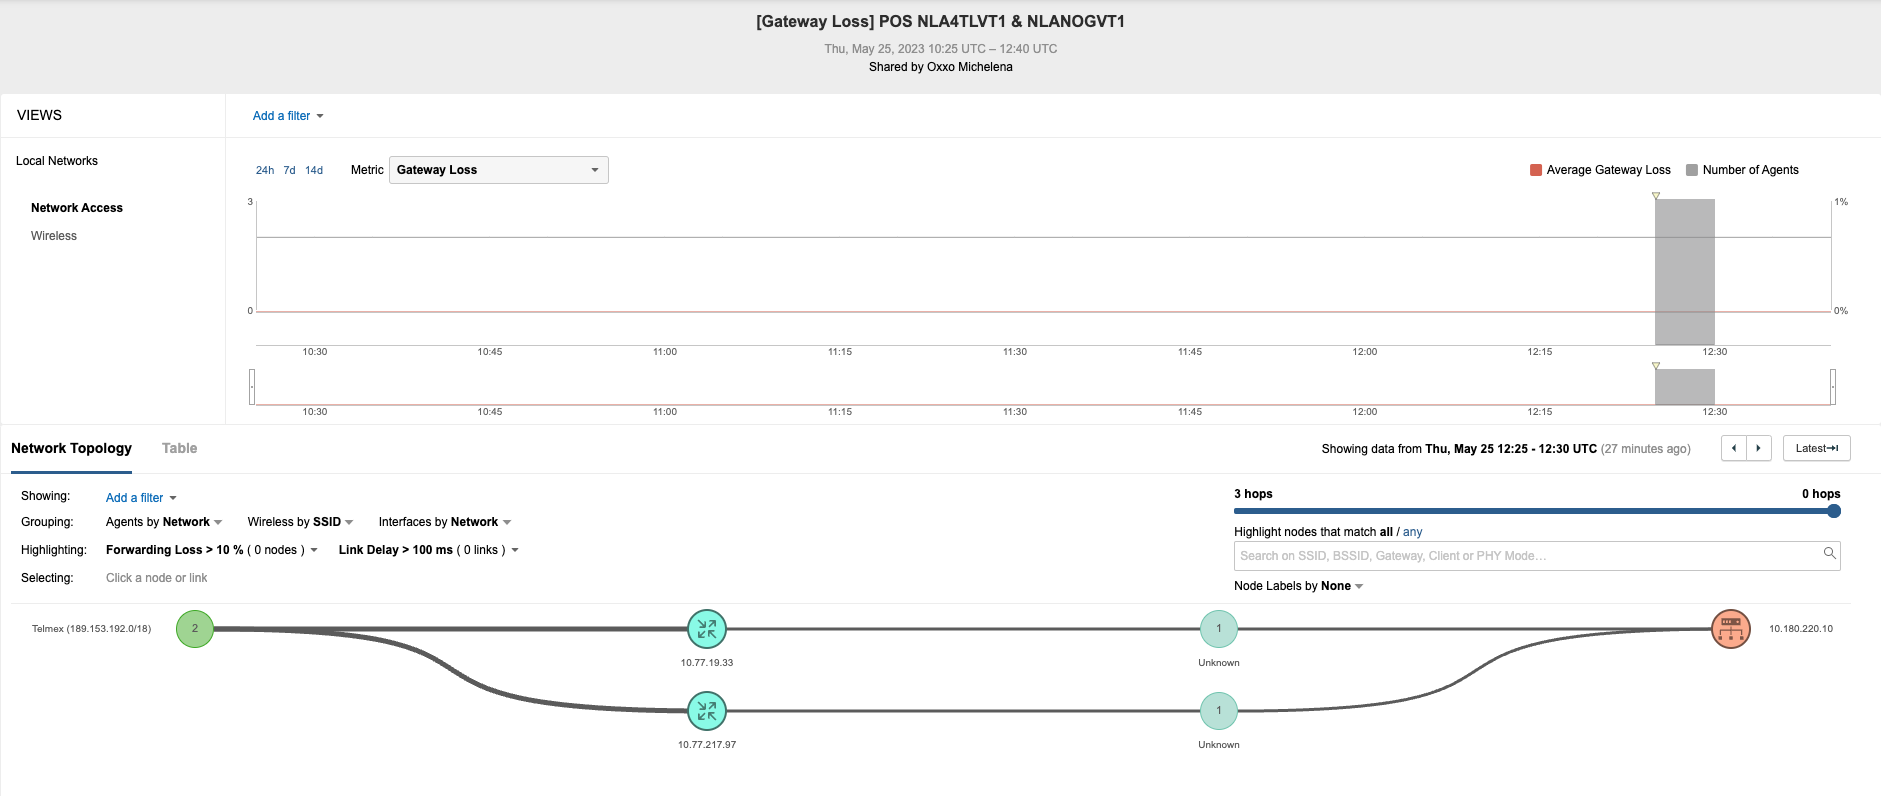 [Gateway Loss] POS NLA4TLVT1 & NLANOGVT1
Thu, May 25, 2023 10:25 UTC – 12:40 UTC
Shared by Oxxo Michelena
VIEWS
Add a filter
Local Networks
Network Access
Wireless
24h 7d 14d Metric Gateway Loss
Average Gateway Loss Number of Agents
3 1%
0 0%
10:30 10:45 11:00 11:15 11:30 11:45 12:00 12:15 12:30
10:30 10:45 11:00 11:15 11:30 11:45 12:00 12:15 12:30
Network Topology Table
Showing data from Thu, May 25 12:25 - 12:30 UTC (27 minutes ago)
Latest
Showing: Add a filter
Grouping: Agents by Network Wireless by SSID Interfaces by Network
Highlighting: Forwarding Loss > 10 % ( 0 nodes ) Link Delay > 100 ms ( 0 links )
Selecting: Click a node or link
3 hops 0 hops
Highlight nodes that match all / any
Search on SSID, BSSID, Gateway, Client or PHY Mode...
Node Labels by None
Telmex (189.153.192.0/18) 2 1 10.180.220.10
10.77.19.33 Unknown
1
10.77.217.97 Unknown